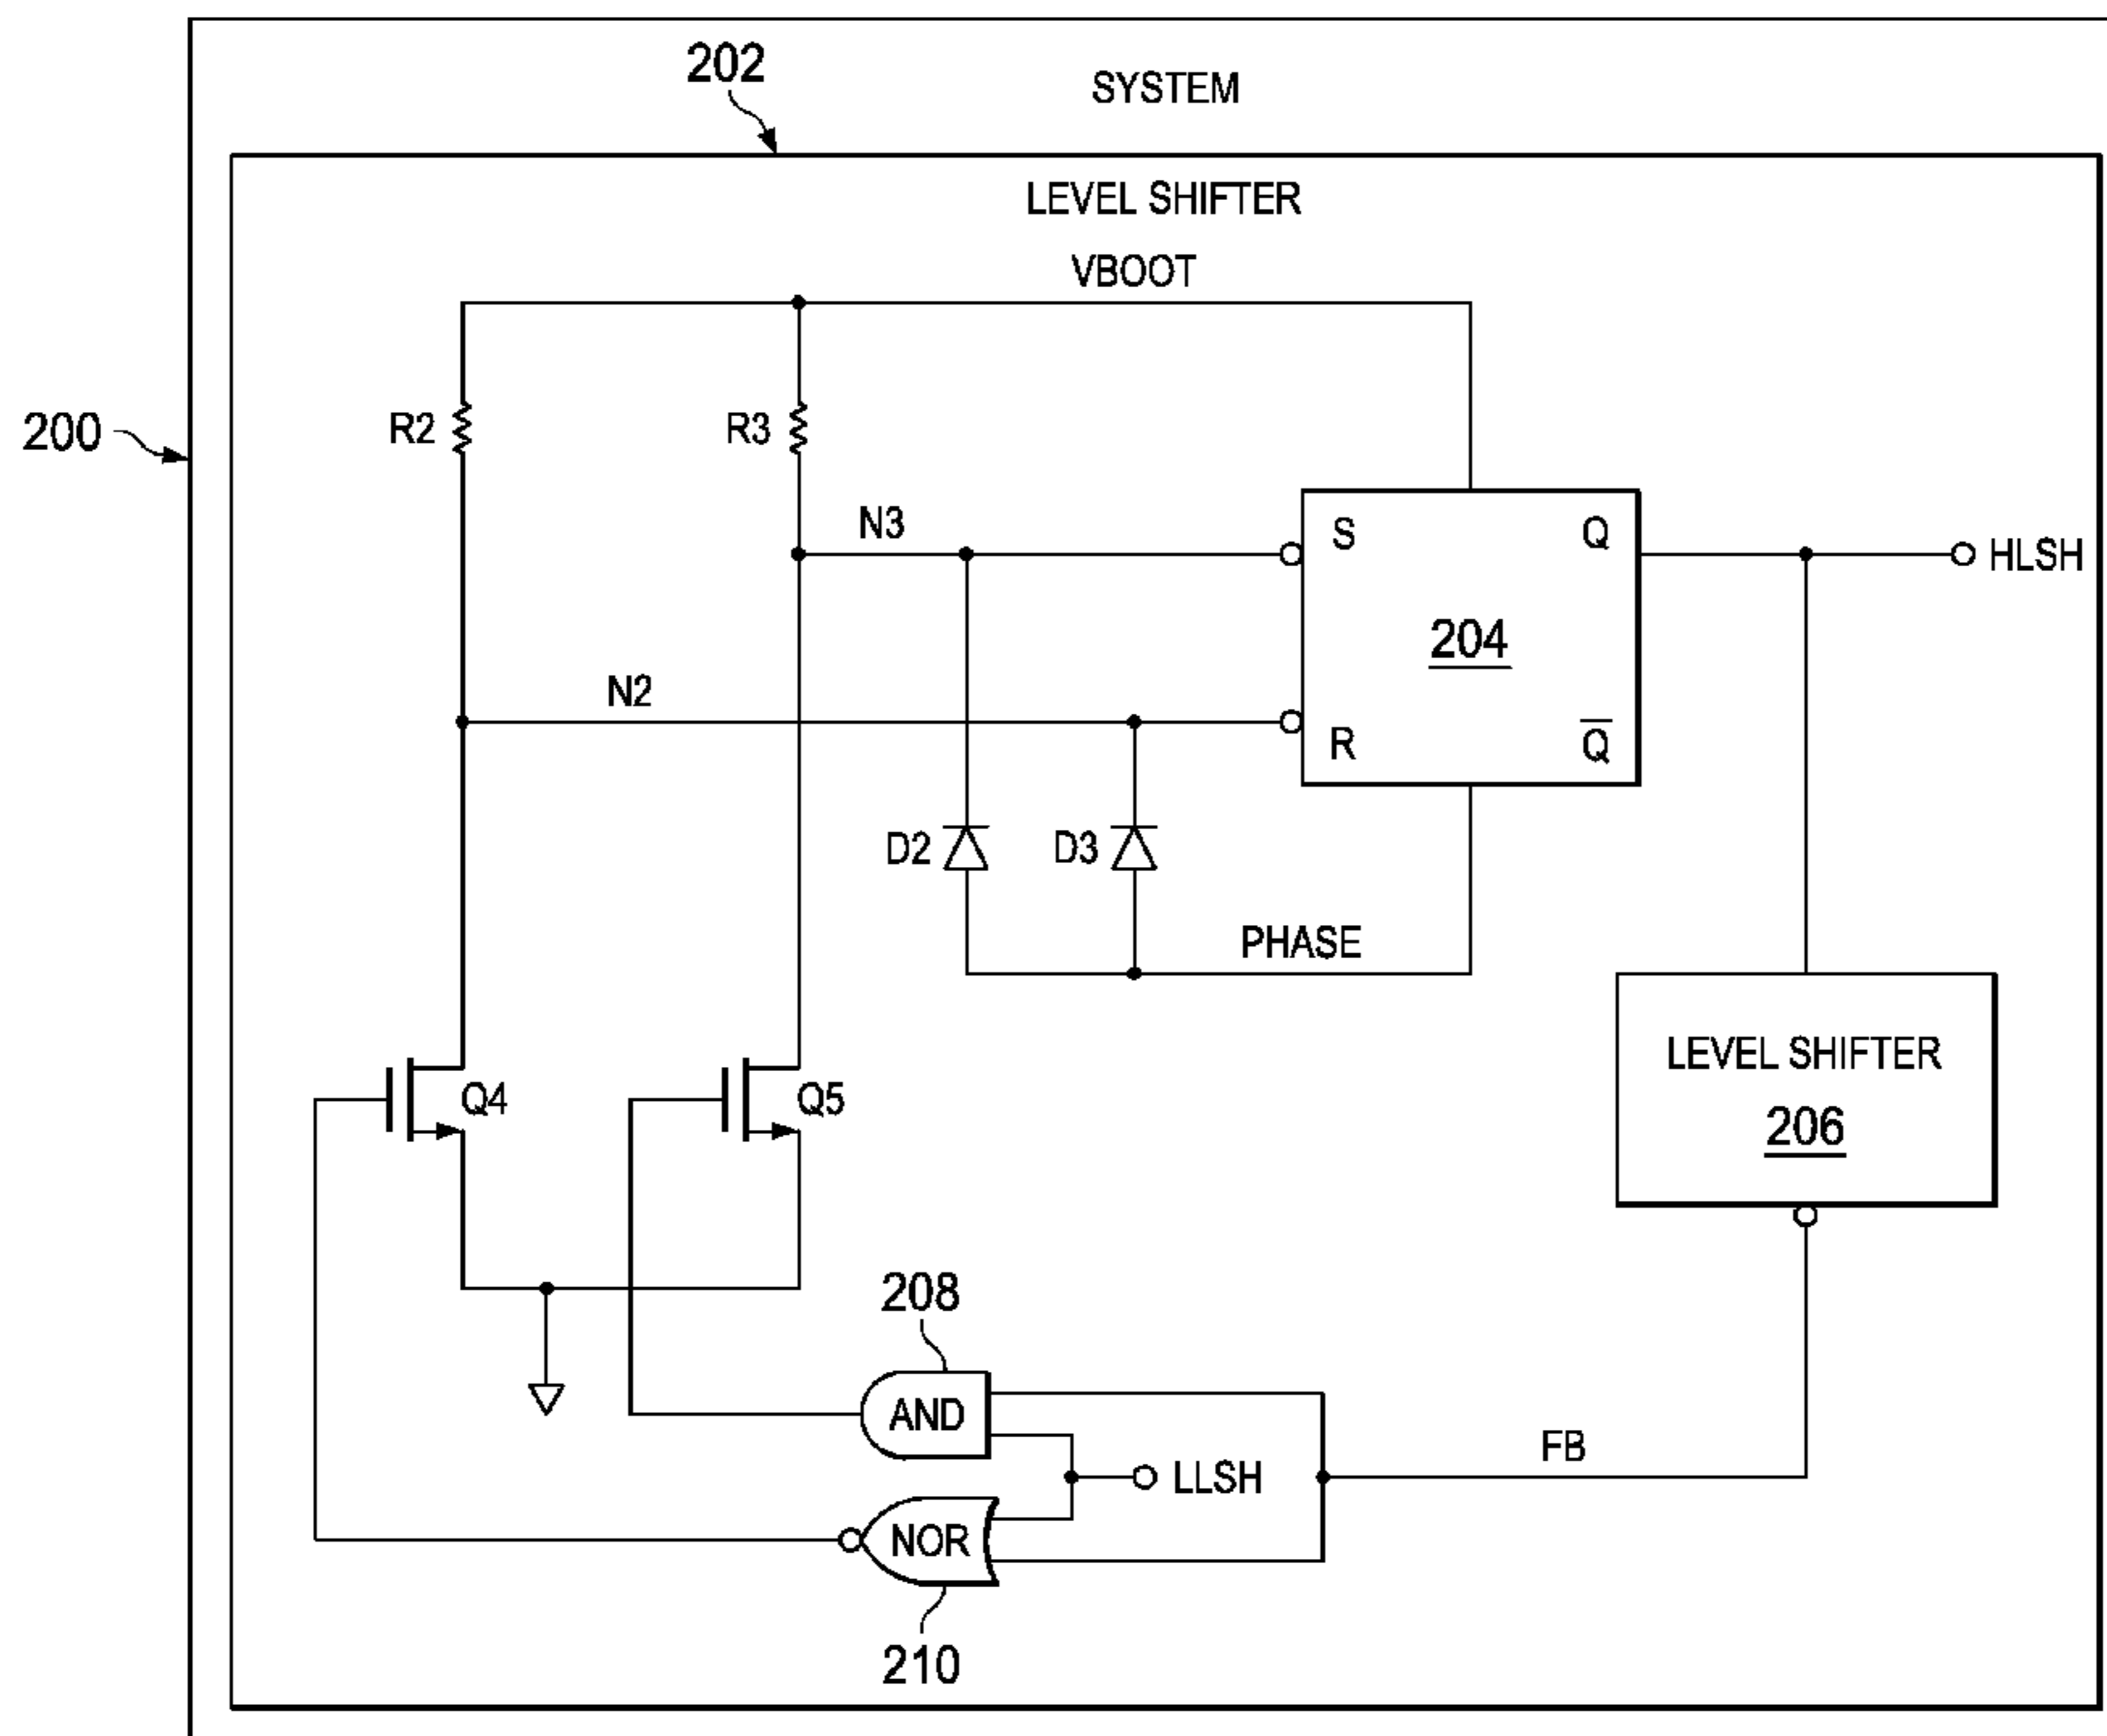 202
SYSTEM
LEVEL SHIFTER
VBOOT
200
R2
R3
N3
S
Q
HLSH
204
N2
R
Q̅
D2
D3
PHASE
LEVEL SHIFTER
206
Q4
Q5
208
AND
FB
LLSH
NOR
210